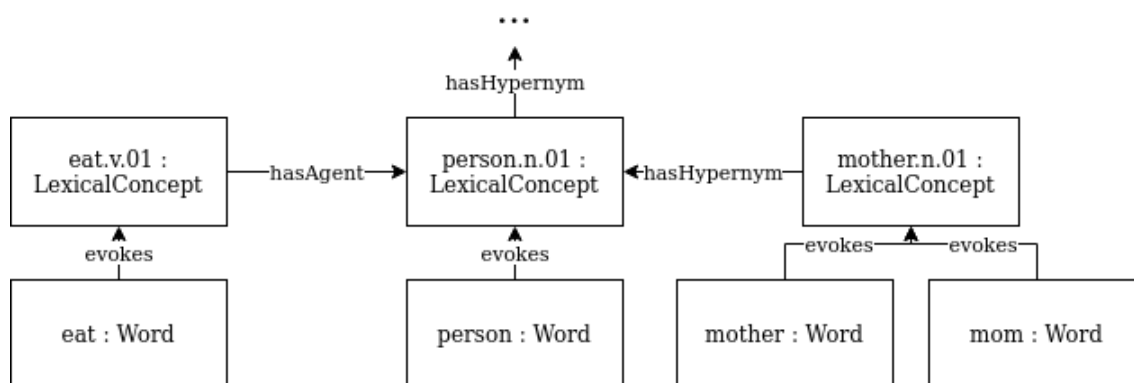 ...
hasHypernym
eat.v.01 :
LexicalConcept
hasAgent
person.n.01 :
LexicalConcept
hasHypernym
mother.n.01 :
LexicalConcept
evokes
evokes
evokes
evokes
eat : Word
person : Word
mother : Word
mom : Word